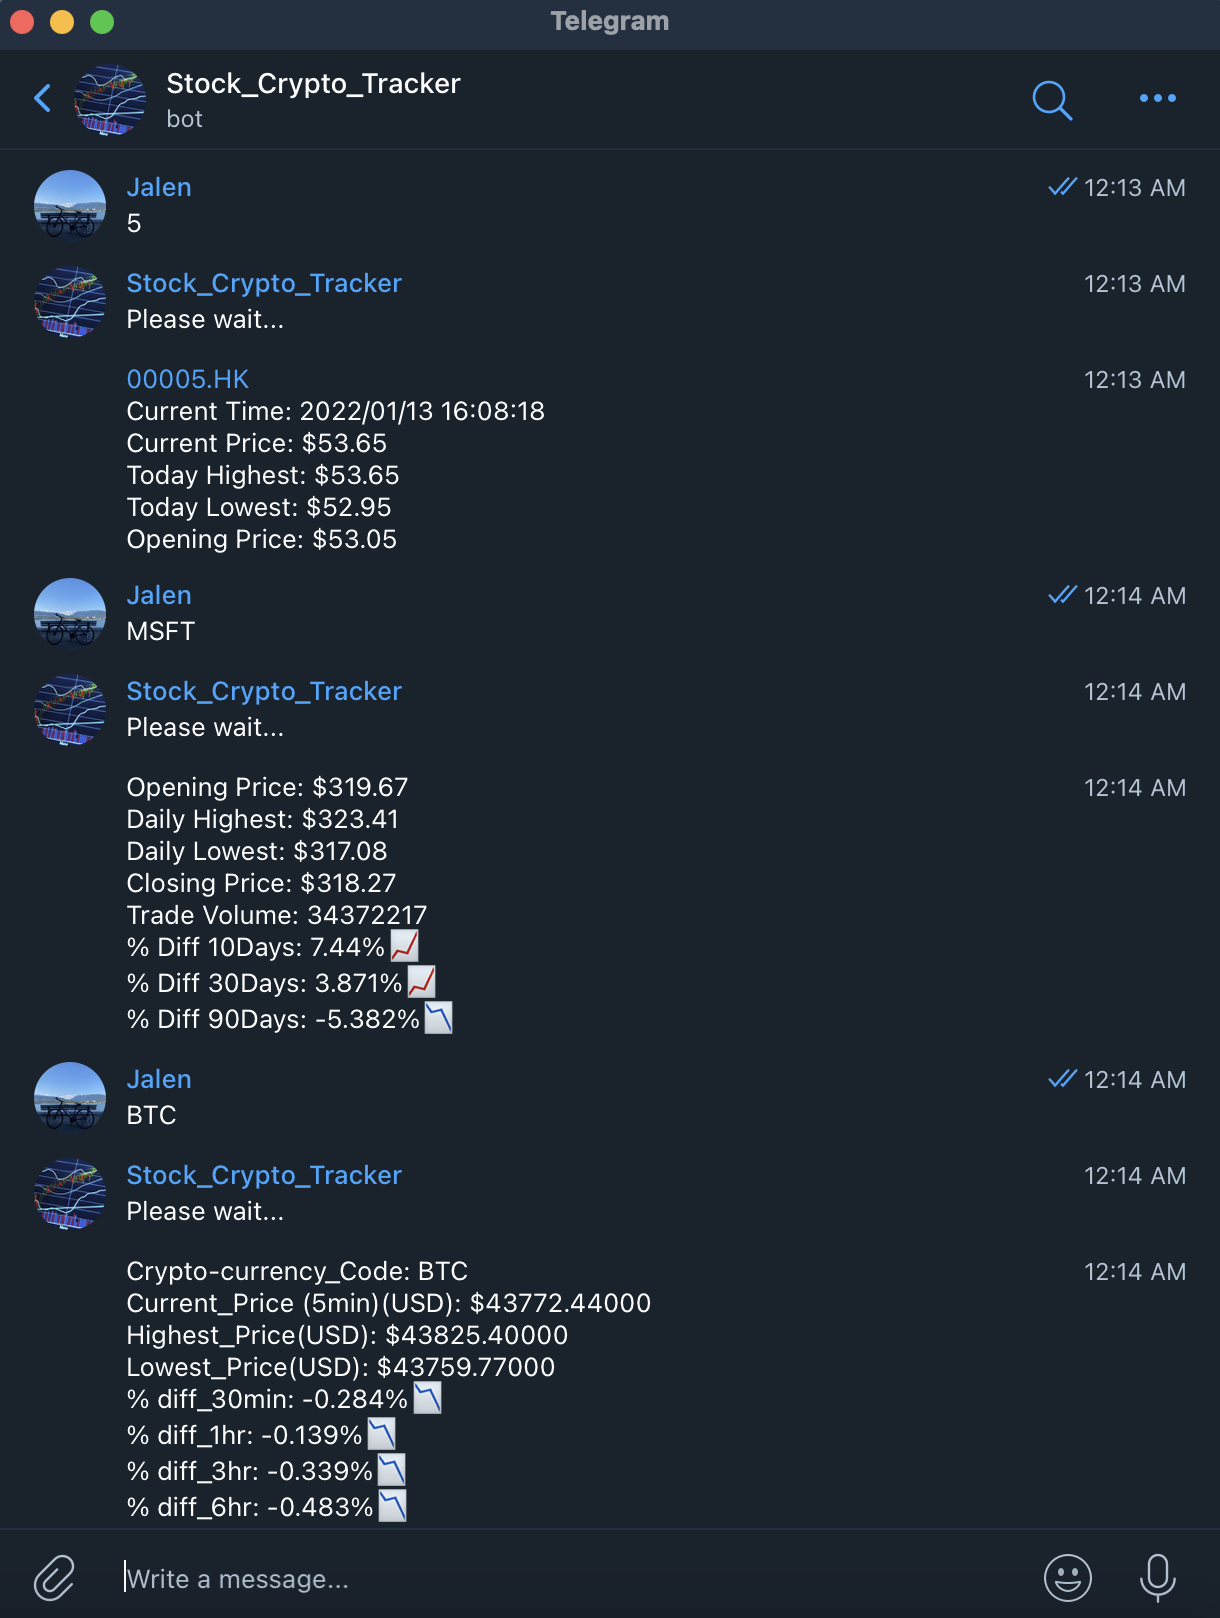 Telegram
Stock_Crypto_Tracker
bot
Jalen
12:13 AM
5
Stock_Crypto_Tracker
12:13 AM
Please wait...
00005.HK
12:13 AM
Current Time: 2022/01/13 16:08:18
Current Price: $53.65
Today Highest: $53.65
Today Lowest: $52.95
Opening Price: $53.05
Jalen
12:14 AM
MSFT
Stock_Crypto_Tracker
12:14 AM
Please wait...
Opening Price: $319.67
12:14 AM
Daily Highest: $323.41
Daily Lowest: $317.08
Closing Price: $318.27
Trade Volume: 34372217
% Diff 10Days: 7.44%
% Diff 30Days: 3.871%
% Diff 90Days: -5.382%
Jalen
12:14 AM
BTC
Stock_Crypto_Tracker
12:14 AM
Please wait...
Crypto-currency_Code: BTC
12:14 AM
Current_Price (5min)(USD): $43772.44000
Highest_Price(USD): $43825.40000
Lowest_Price(USD): $43759.77000
% diff_30min: -0.284%
% diff_1hr: -0.139%
% diff_3hr: -0.339%
% diff_6hr: -0.483%
Write a message...